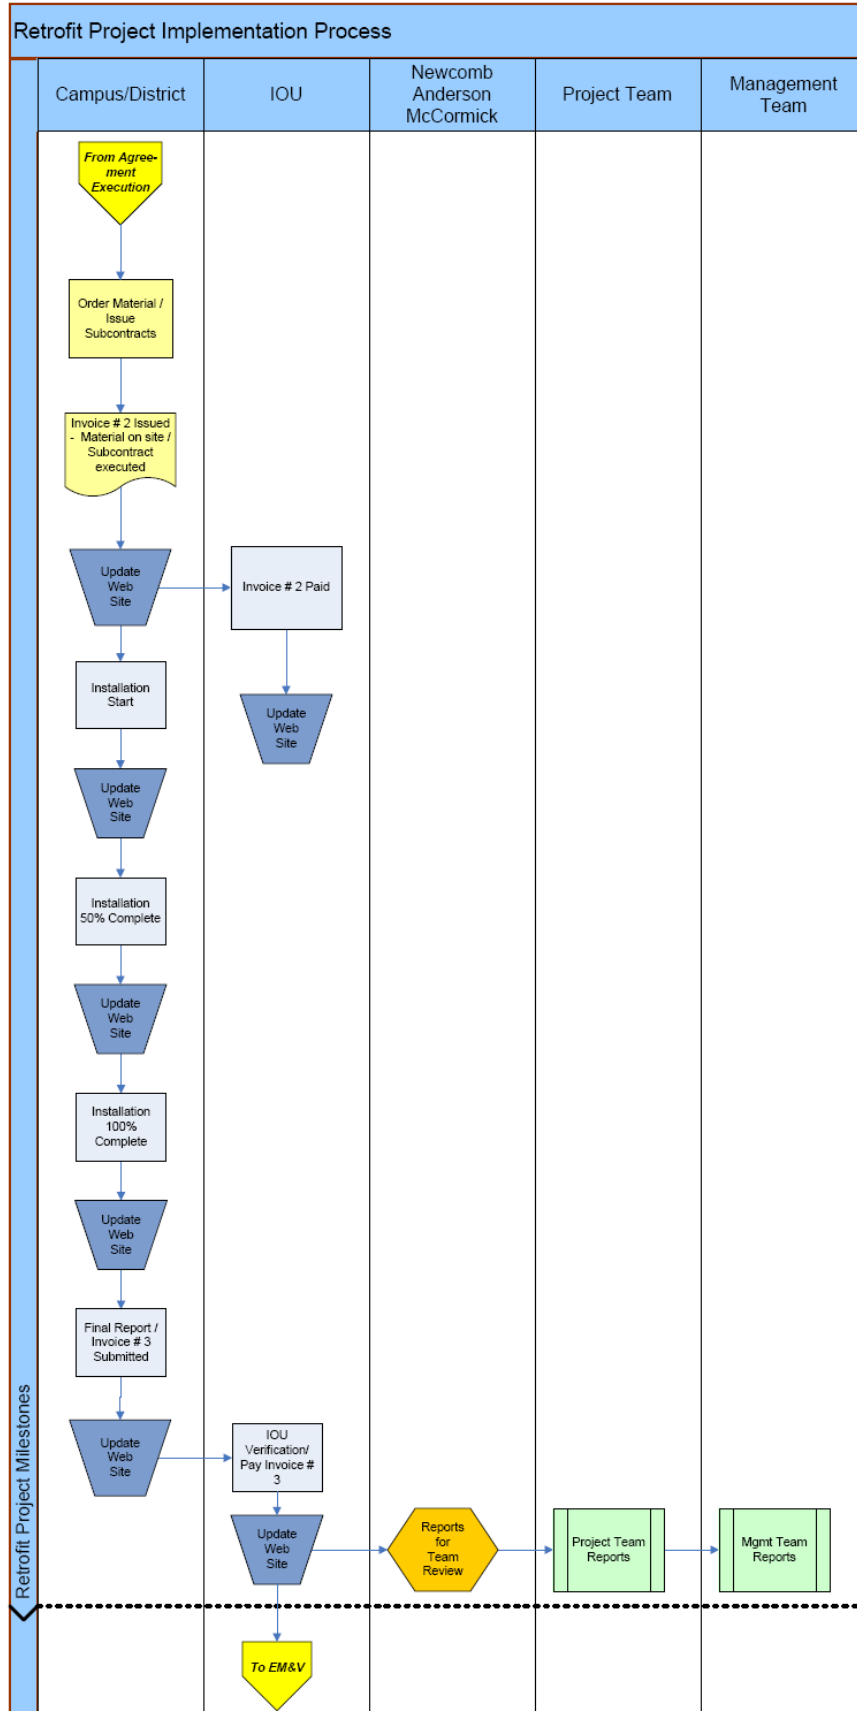 Retrofit Project Implementation Process
Campus/District
IOU
Newcomb
Anderson
McCormick
Project Team
Management
Team
From Agree-
ment
Execution
Order Material /
Issue
Subcontracts
Invoice # 2 Issued
- Material on site /
Subcontract
executed
Update
Web
Site
Invoice # 2 Paid
Installation
Start
Update
Web
Site
Update
Web
Site
Installation
50% Complete
Update
Web
Site
Installation
100%
Complete
Update
Web
Site
Final Report /
Invoice # 3
Submitted
Update
Web
Site
IOU
Verification/
Pay Invoice #
3
Update
Web
Site
Reports
for
Team
Review
Project Team
Reports
Mgmt Team
Reports
Retrofit Project Milestones
To EM&V